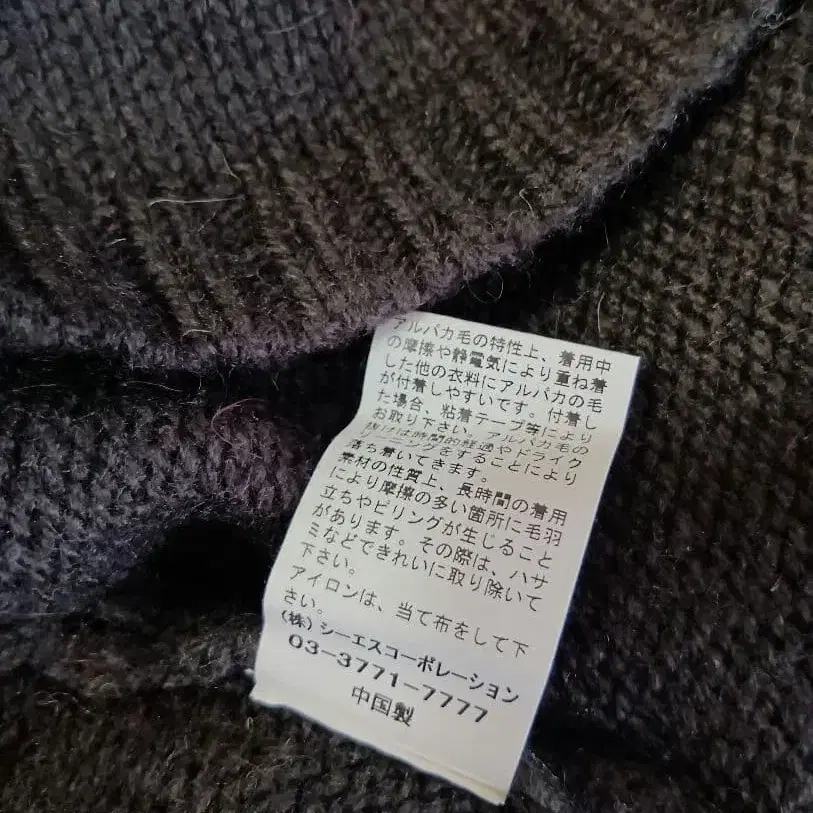 アルパカ毛の特性上、着用中
の摩擦や静電気により重ね着
した他の衣料にアルパカの毛
が付着しやすいです。付着し
た場合、粘着テープ等により
お取り下さい。アルパカ毛の
抜けは時間的経過やドライク
リーニングをすることにより
落ち着いてきます。
素材の性質上、長時間の着用
により摩擦の多い箇所に毛羽
立ちやピリングが生じること
があります。その際は、ハサ
ミなどできれいに取り除いて
下さい。
アイロンは、当て布をして下
さい。
(株)シーエスコーポレーション
03-3771-7777
中国製